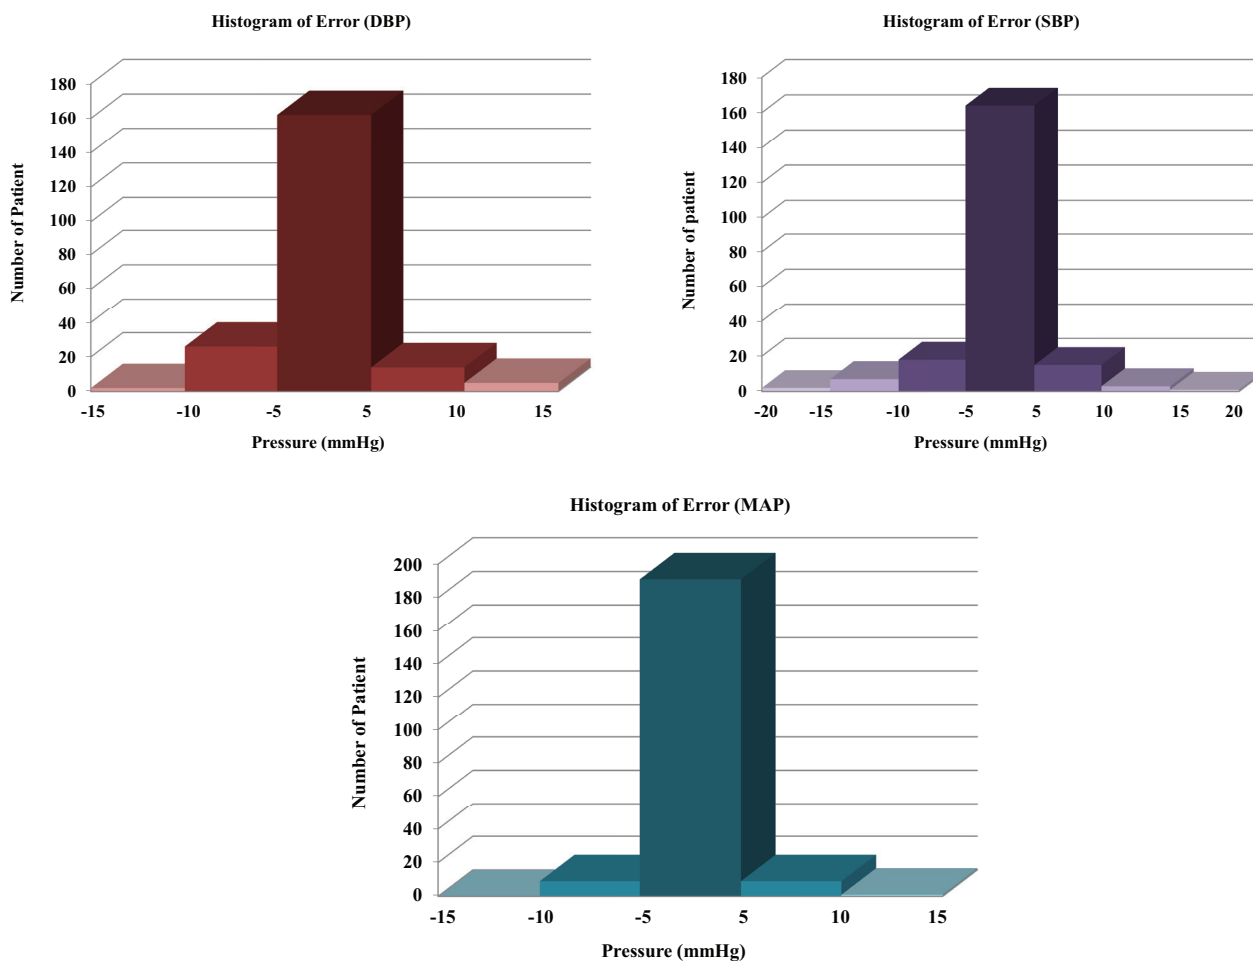 Histogram of Error (DBP)
180
160
140
120
100
80
60
40
20
0
Number of Patient
-15 -10 -5 5 10 15
Pressure (mmHg)
Histogram of Error (SBP)
180
160
140
120
100
80
60
40
20
0
Number of patient
-20 -15 -10 -5 5 10 15 20
Pressure (mmHg)
Histogram of Error (MAP)
200
180
160
140
120
100
80
60
40
20
0
Number of Patient
-15 -10 -5 5 10 15
Pressure (mmHg)